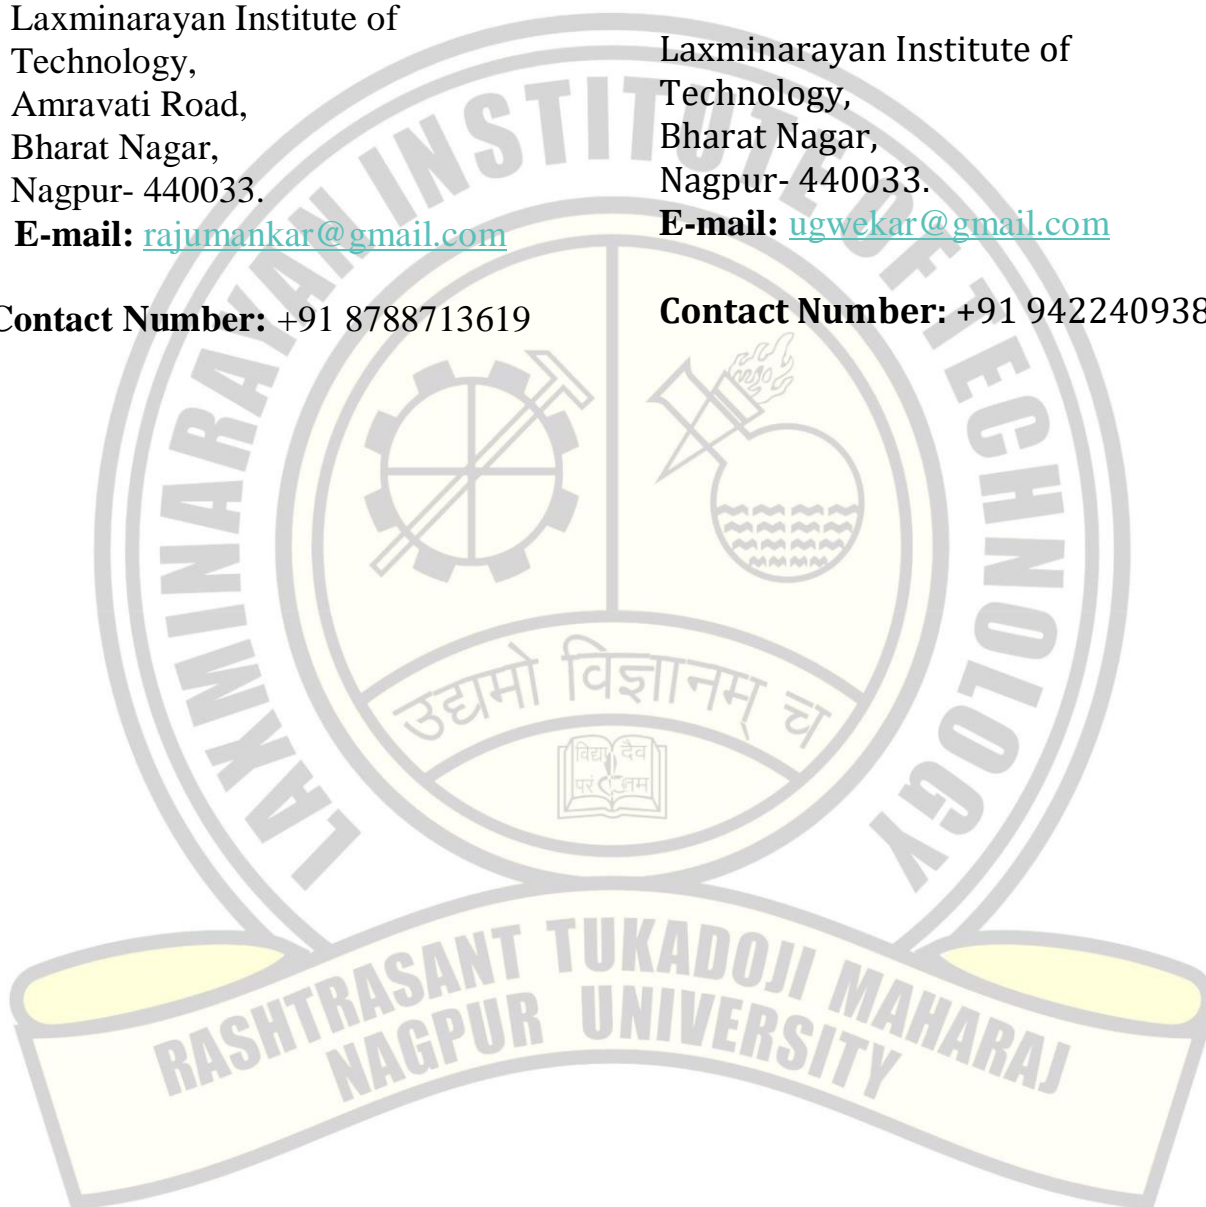 Laxminarayan Institute of
Technology,
Amravati Road,
Bharat Nagar,
Nagpur- 440033.
E-mail: rajumankar@gmail.com
Contact Number: +91 8788713619
Laxminarayan Institute of
Technology,
Bharat Nagar,
Nagpur- 440033.
E-mail: ugwekar@gmail.com
Contact Number: +91 942240938
LAXMINARAYAN INSTITUTE OF TECHNOLOGY
उद्यमो विज्ञानम् च
विद्या दैव
परं
RASHTRASANT TUKADOJI MAHARAJ
NAGPUR UNIVERSITY